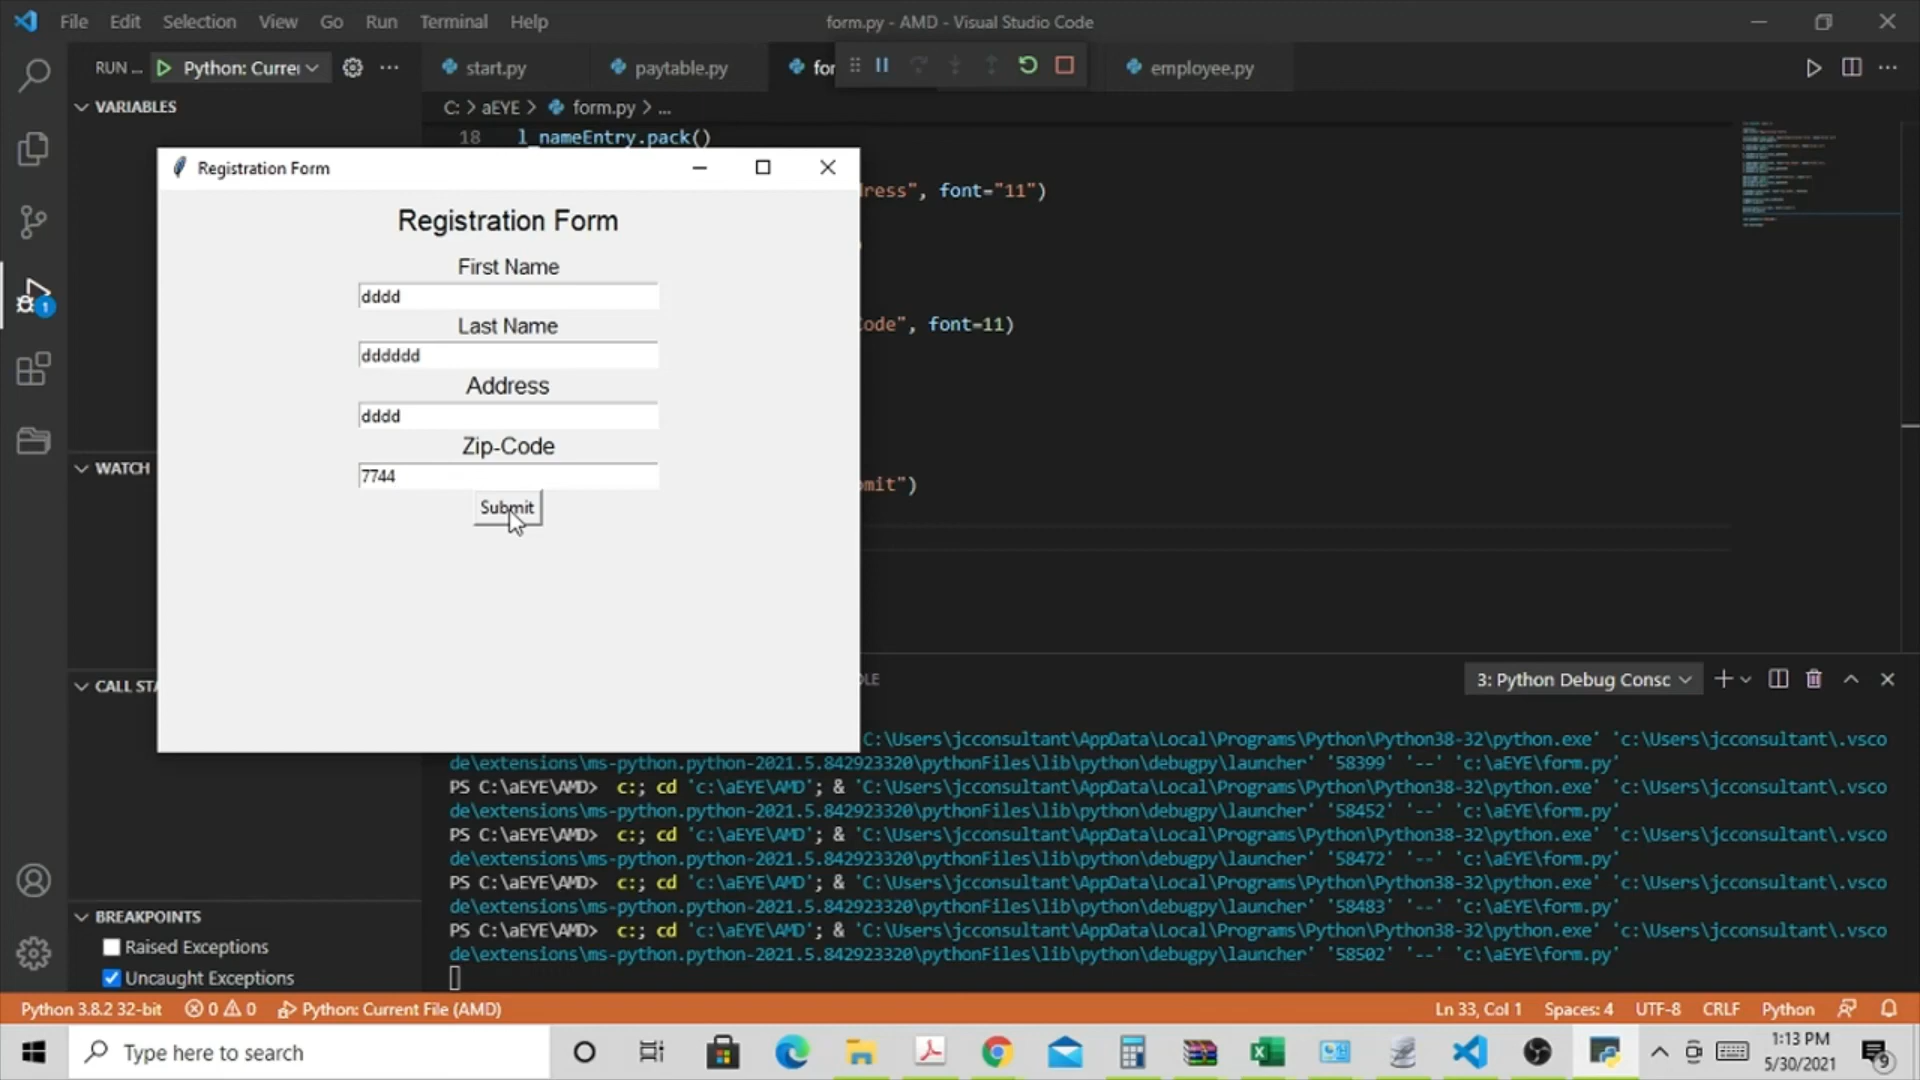 File Edit Selection View Go Run Terminal Help
form.py - AMD - Visual Studio Code
RUN ... Python: Curre
start.py
paytable.py
for
employee.py
VARIABLES
C: > aEYE > form.py > ...
18 l_nameEntry.pack()
Registration Form
ress", font="11")
Registration Form
First Name
dddd
ode", font=11)
Last Name
dddddd
Address
dddd
Zip-Code
WATCH
7744
mit")
Submit
1
CALL STA
LE
3: Python Debug Consc
C:\Users\jcconsultant\AppData\Local\Programs\Python\Python38-32\python.exe' 'c:\Users\jcconsultant\.vsco
de\extensions\ms-python.python-2021.5.842923320\pythonFiles\lib\python\debugpy\launcher' '58399' '--' 'c:\aEYE\form.py'
PS C:\aEYE\AMD> c:; cd 'c:\aEYE\AMD'; & 'C:\Users\jcconsultant\AppData\Local\Programs\Python\Python38-32\python.exe' 'c:\Users\jcconsultant\.vsco
de\extensions\ms-python.python-2021.5.842923320\pythonFiles\lib\python\debugpy\launcher' '58452' '--' 'c:\aEYE\form.py'
PS C:\aEYE\AMD> c:; cd 'c:\aEYE\AMD'; & 'C:\Users\jcconsultant\AppData\Local\Programs\Python\Python38-32\python.exe' 'c:\Users\jcconsultant\.vsco
de\extensions\ms-python.python-2021.5.842923320\pythonFiles\lib\python\debugpy\launcher' '58472' '--' 'c:\aEYE\form.py'
PS C:\aEYE\AMD> c:; cd 'c:\aEYE\AMD'; & 'C:\Users\jcconsultant\AppData\Local\Programs\Python\Python38-32\python.exe' 'c:\Users\jcconsultant\.vsco
de\extensions\ms-python.python-2021.5.842923320\pythonFiles\lib\python\debugpy\launcher' '58483' '--' 'c:\aEYE\form.py'
PS C:\aEYE\AMD> c:; cd 'c:\aEYE\AMD'; & 'C:\Users\jcconsultant\AppData\Local\Programs\Python\Python38-32\python.exe' 'c:\Users\jcconsultant\.vsco
de\extensions\ms-python.python-2021.5.842923320\pythonFiles\lib\python\debugpy\launcher' '58502' '--' 'c:\aEYE\form.py'
BREAKPOINTS
Raised Exceptions
Uncaught Exceptions
Python 3.8.2 32-bit 0 0 Python: Current File (AMD)
Ln 33, Col 1 Spaces: 4 UTF-8 CRLF Python
Type here to search
1:13 PM
5/30/2021
9